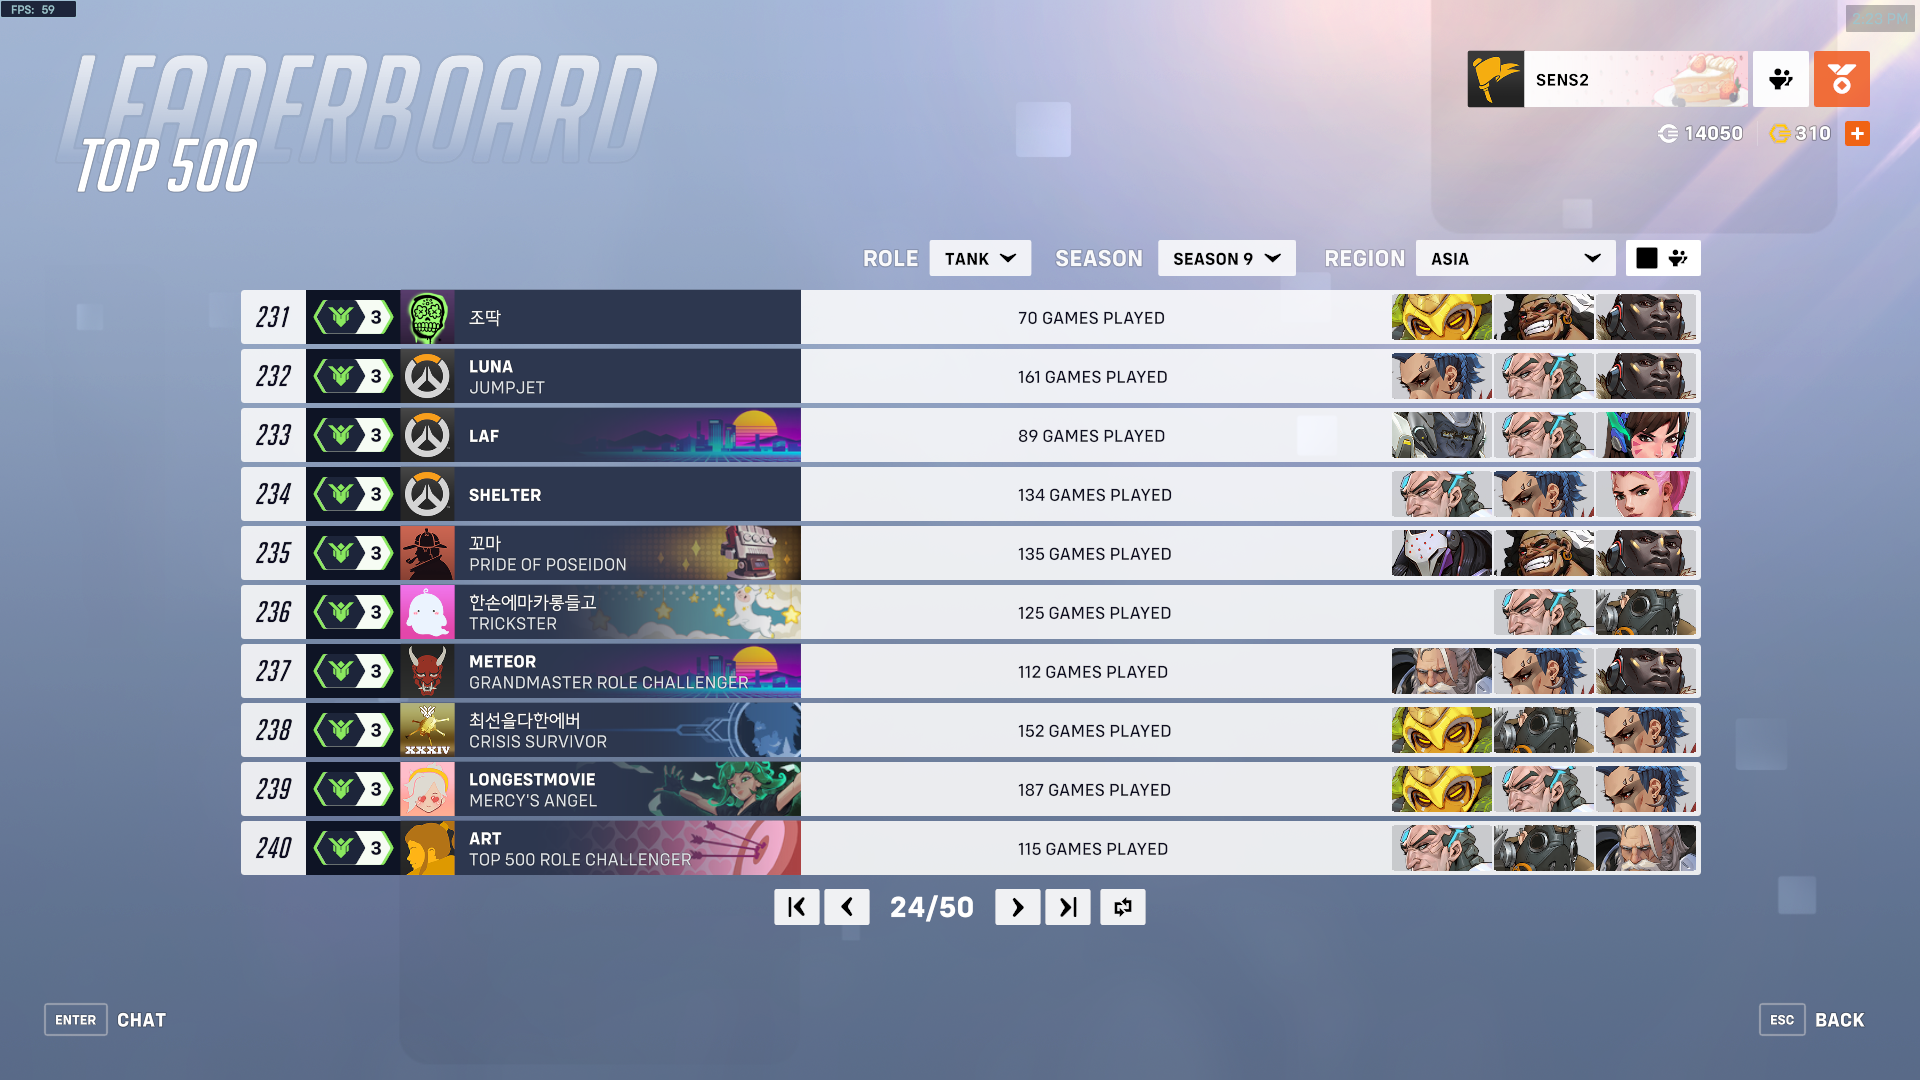 FPS: 59
LEADERBOARD
TOP 500
SENS2
14050
310
ROLE TANK SEASON SEASON 9 REGION ASIA
231 3 조딱 70 GAMES PLAYED
232 3 LUNA 161 GAMES PLAYED
JUMPJET
233 3 LAF 89 GAMES PLAYED
234 3 SHELTER 134 GAMES PLAYED
235 3 꼬마 135 GAMES PLAYED
PRIDE OF POSEIDON
236 3 한손에마카롱들고 125 GAMES PLAYED
TRICKSTER
237 3 METEOR 112 GAMES PLAYED
GRANDMASTER ROLE CHALLENGER
238 XXXIV 3 최선을다한에버 152 GAMES PLAYED
CRISIS SURVIVOR
239 3 LONGESTMOVIE 187 GAMES PLAYED
MERCY'S ANGEL
240 3 ART 115 GAMES PLAYED
TOP 500 ROLE CHALLENGER
24/50
ENTER CHAT
ESC BACK